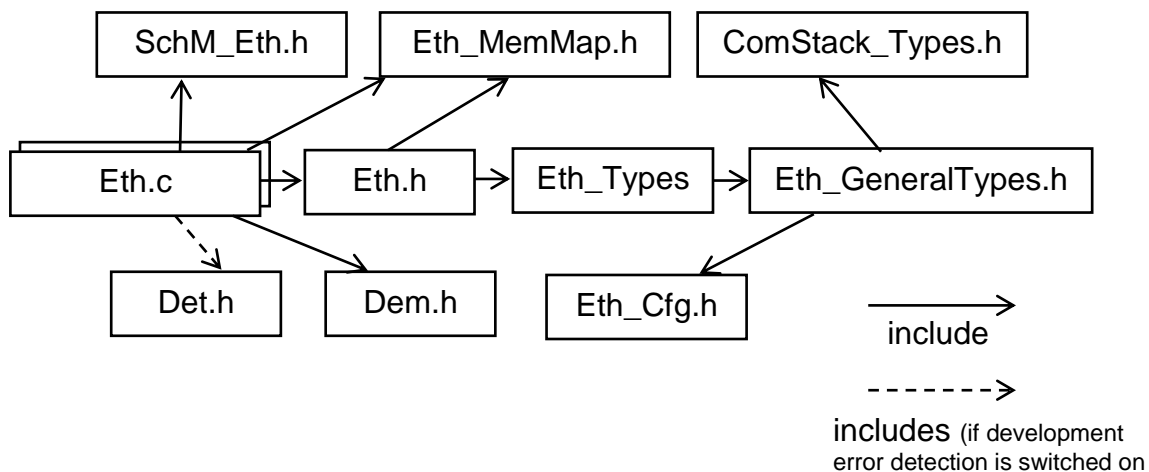 SchM_Eth.h
Eth_MemMap.h
ComStack_Types.h
Eth.c
Eth.h
Eth_Types
Eth_GeneralTypes.h
Det.h
Dem.h
Eth_Cfg.h
include
includes (if development
error detection is switched on